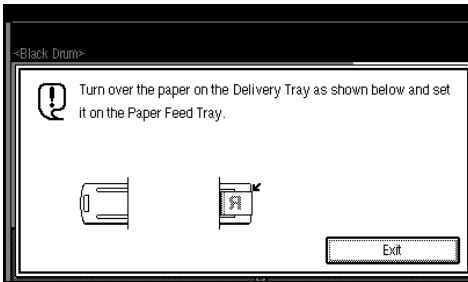 <Black Drum>
Turn over the paper on the Delivery Tray as shown below and set
it on the Paper Feed Tray.
R
Exit